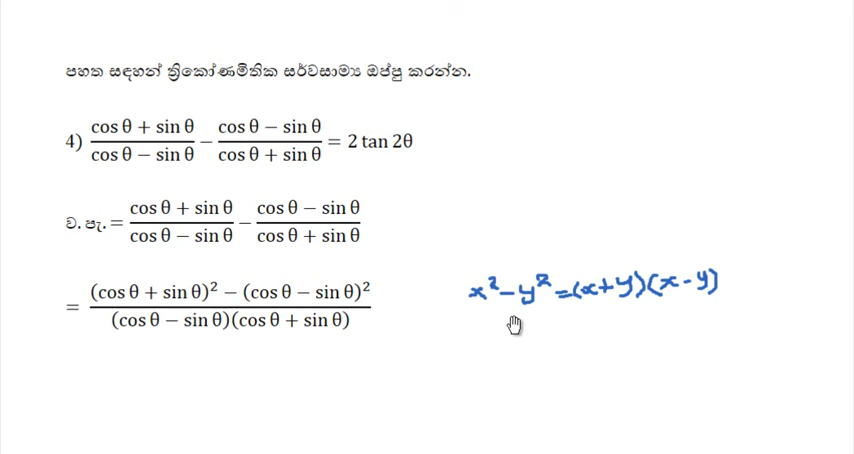 පහත සඳහන් ත්‍රිකෝණමිතික සර්වසාම්‍ය ඔප්පු කරන්න.
4) (cos θ + sin θ)/(cos θ − sin θ) − (cos θ − sin θ)/(cos θ + sin θ) = 2 tan 2θ
ව. පැ. = (cos θ + sin θ)/(cos θ − sin θ) − (cos θ − sin θ)/(cos θ + sin θ)
= ((cos θ + sin θ)² − (cos θ − sin θ)²)/((cos θ − sin θ)(cos θ + sin θ))
x² − y² = (x + y)(x − y)